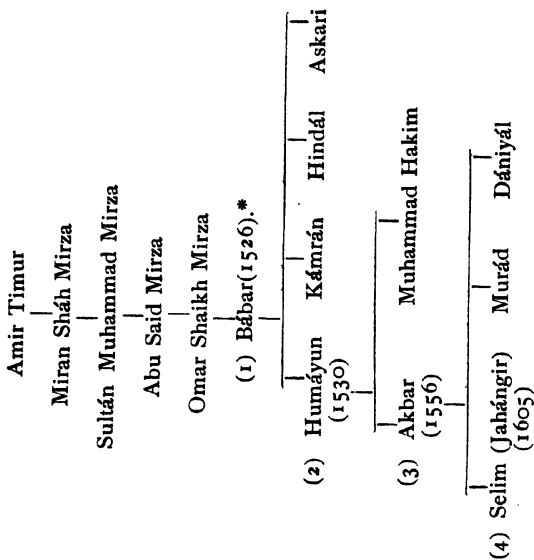 Amir Timur
Miran Sháh Mirza
Sultán Muhammad Mirza
Abu Said Mirza
Omar Shaikh Mirza
(1) Bábar (1526).*
(2) Humáyun Kámrán Hindál Askari
(1530)
(3) Akbar Muhammad Hakim
(1556)
(4) Selim (Jahángir) Murád Dániyál
(1605)